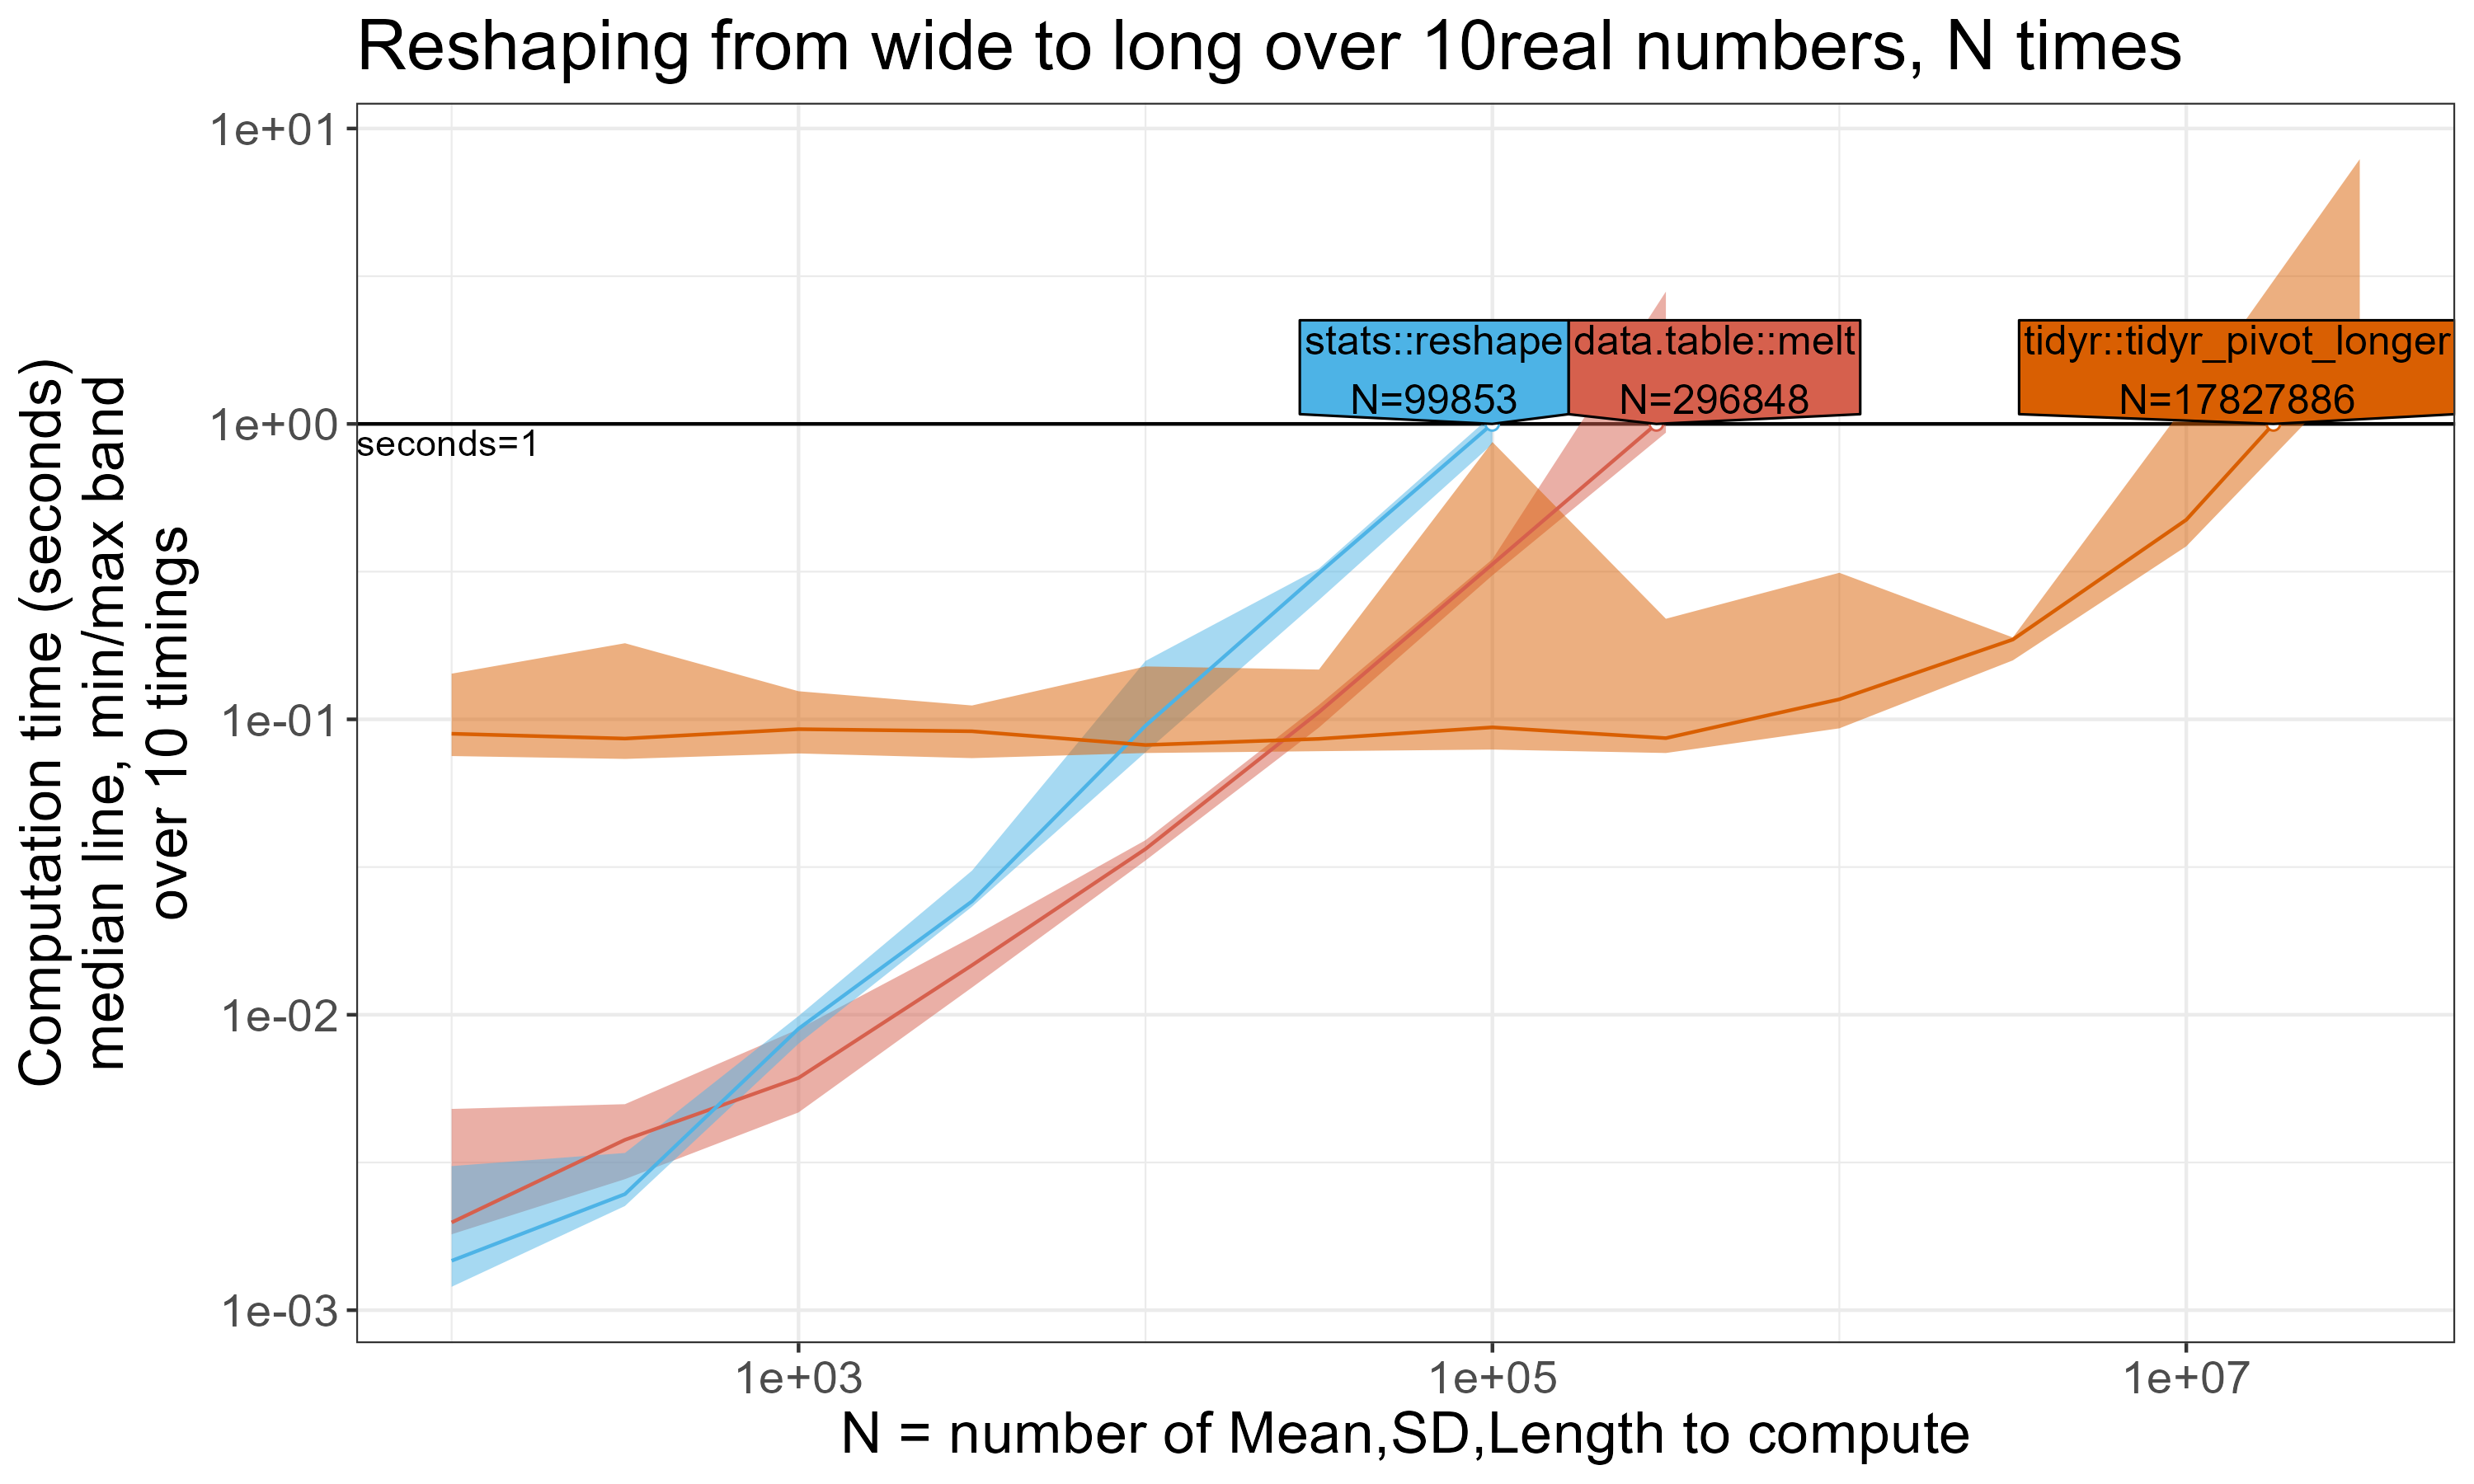 Reshaping from wide to long over 10real numbers, N times
Computation time (seconds)
median line, min/max band
over 10 timings
1e+01
1e+00
1e-01
1e-02
1e-03
stats::reshape
N=99853
data.table::melt
N=296848
tidyr::tidyr_pivot_longer
N=17827886
seconds=1
1e+03
1e+05
1e+07
N = number of Mean,SD,Length to compute